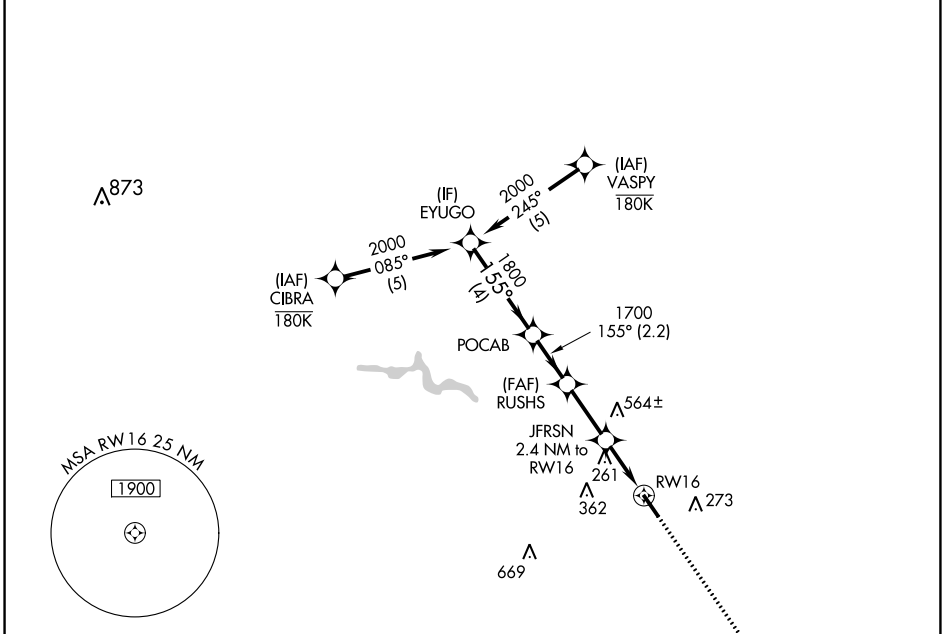 873
(IAF)
VASPY
180K
2000
245°
(5)
(IF)
EYUGO
2000
085°
(5)
(IAF)
CIBRA
180K
1800
155°
(4)
1700
155° (2.2)
POCAB
(FAF)
RUSHS
564±
JFRSN
2.4 NM to
RW16
261
362
RW16
273
669
MSA RW16 25 NM
1900